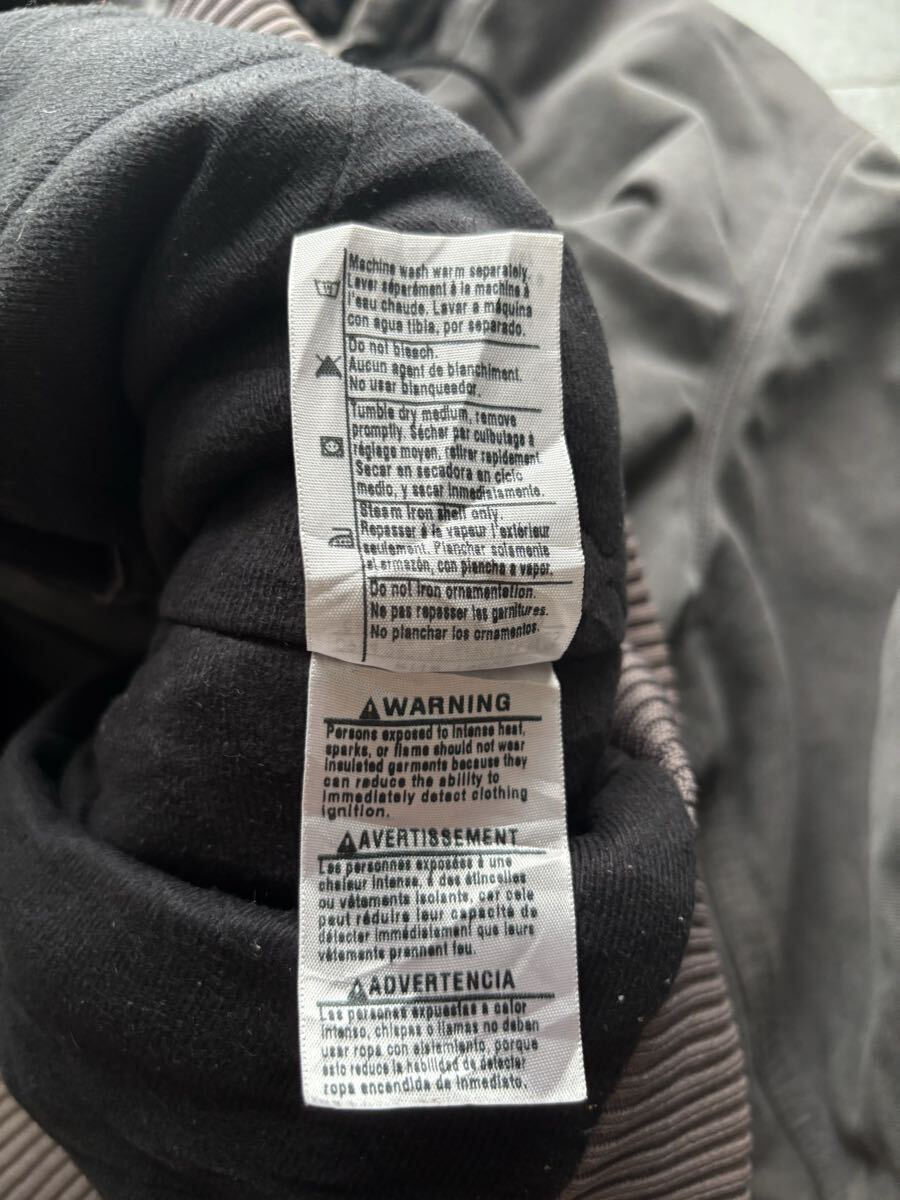 Machine wash warm separately.
Laver séparément à la machine à
l'eau chaude. Lavar a máquina
con agua tibia, por separado.
Do not bleach.
Aucun agent de blanchiment.
No usar blanqueador.
Tumble dry medium, remove
promptly. Sécher par culbutage à
réglage moyen, retirer rapidement.
Secar en secadora en ciclo
medio, y sacar inmediatamente.
Steam iron shell only.
Repasser à la vapeur l'extérieur
seulement. Planchar solamente
el armazón, con plancha a vapor.
Do not iron ornamentation.
Ne pas repasser les garnitures.
No planchar los ornamentos.
WARNING
Persons exposed to intense heat,
sparks, or flame should not wear
insulated garments because they
can reduce the ability to
immediately detect clothing
ignition.
AVERTISSEMENT
Les personnes exposées à une
chaleur intense, à des étincelles
ou vêtements isolants, car cela
peut réduire leur capacité de
détecter immédiatement que leurs
vêtements prennent feu.
ADVERTENCIA
Las personas expuestas a calor
intenso, chispas o llamas no deban
usar ropa con aislamiento, porque
esto reduce la habilidad de detectar
ropa encendida de inmediato.